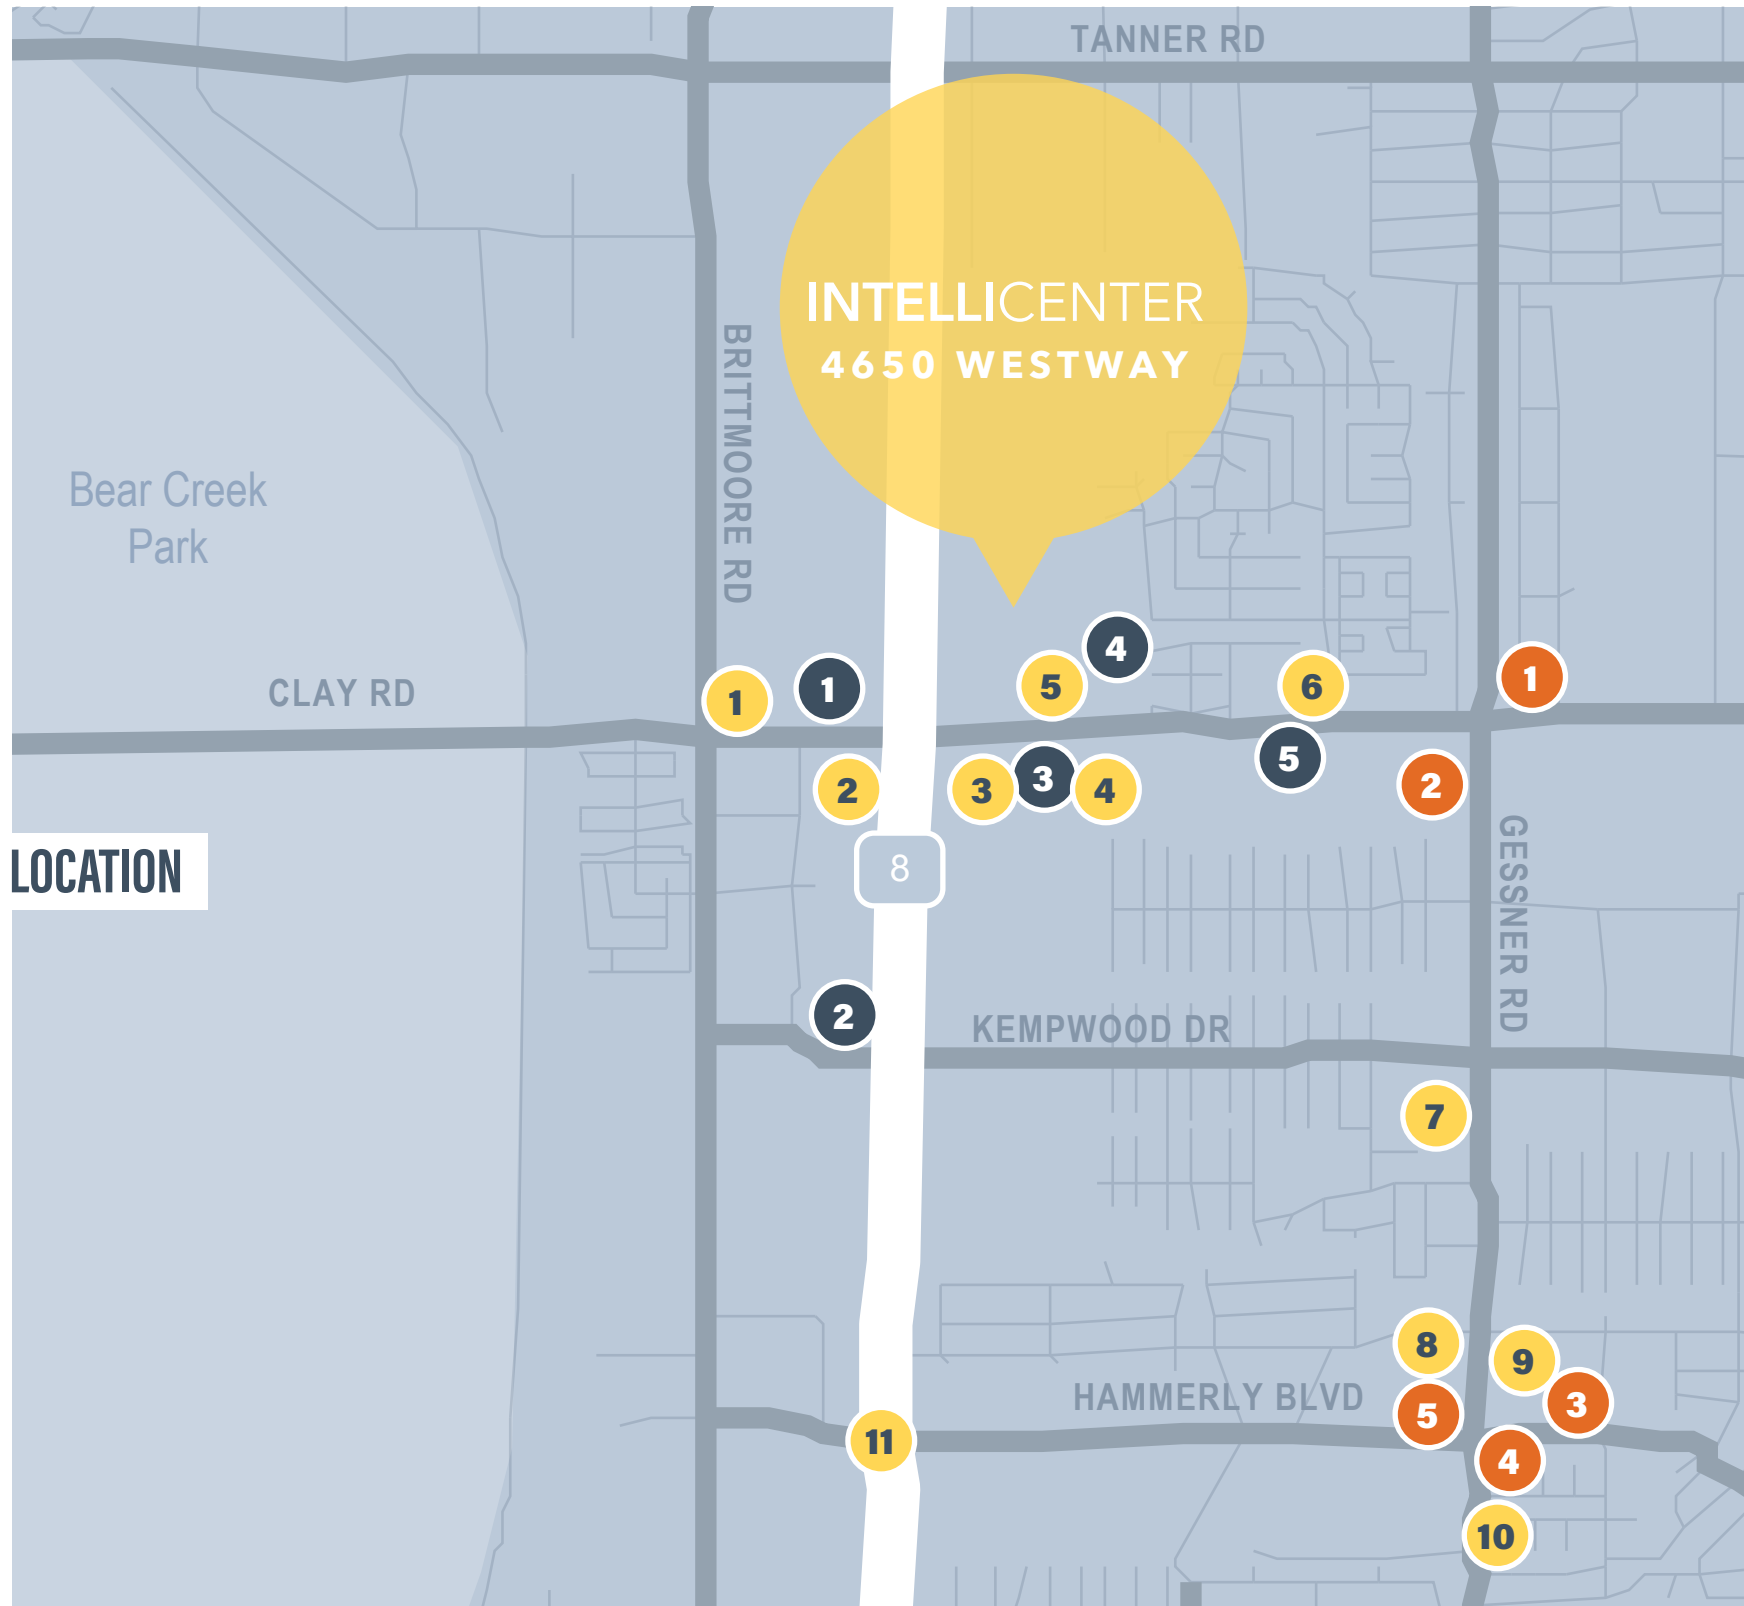 TANNER RD
INTELLICENTER
4650 WESTWAY
BRITTMOORE RD
Bear Creek
Park
4
1
5
6
1
1
CLAY RD
5
2
3
3
4
2
GESSNER RD
LOCATION
8
2
KEMPWOOD DR
7
8
9
HAMMERLY BLVD
5
3
11
4
10